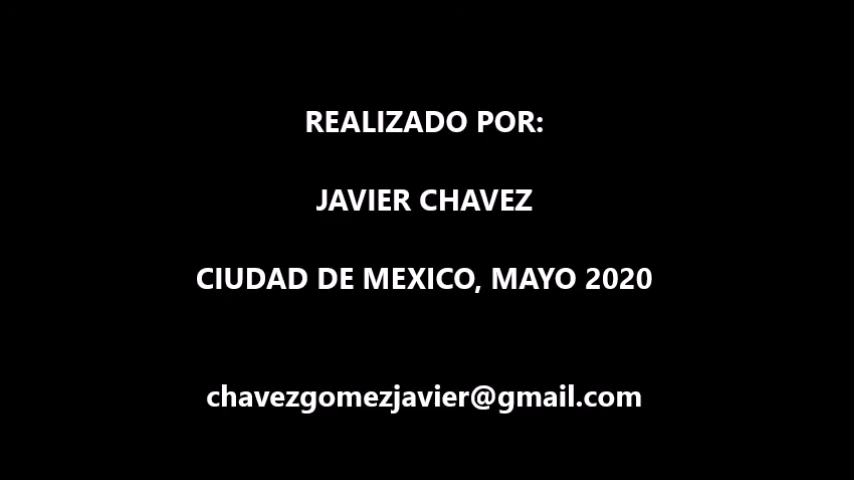 REALIZADO POR:
JAVIER CHAVEZ
CIUDAD DE MEXICO, MAYO 2020
chavezgomezjavier@gmail.com